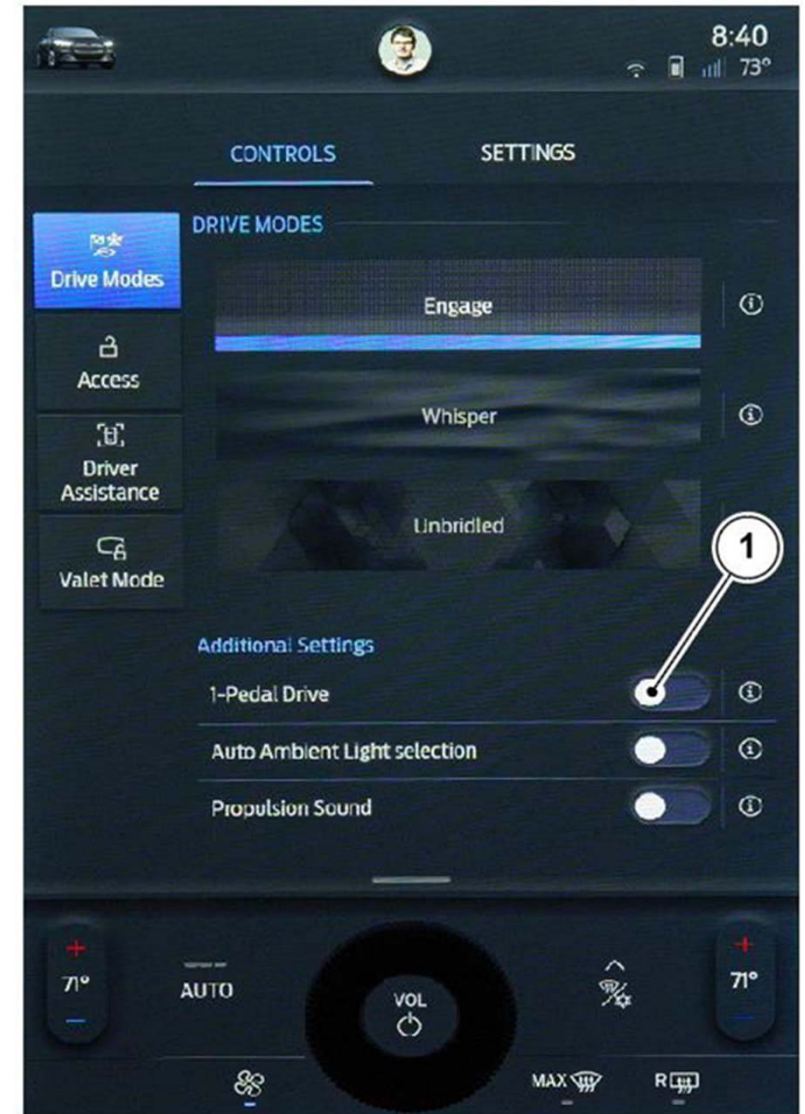 8:40
73°
CONTROLS SETTINGS
DRIVE MODES
Drive Modes
Engage
Access
Whisper
Driver
Assistance
Unbridled
1
Valet Mode
Additional Settings
1-Pedal Drive
Auto Ambient Light selection
Propulsion Sound
71°
AUTO
VOL
71°
MAX
R